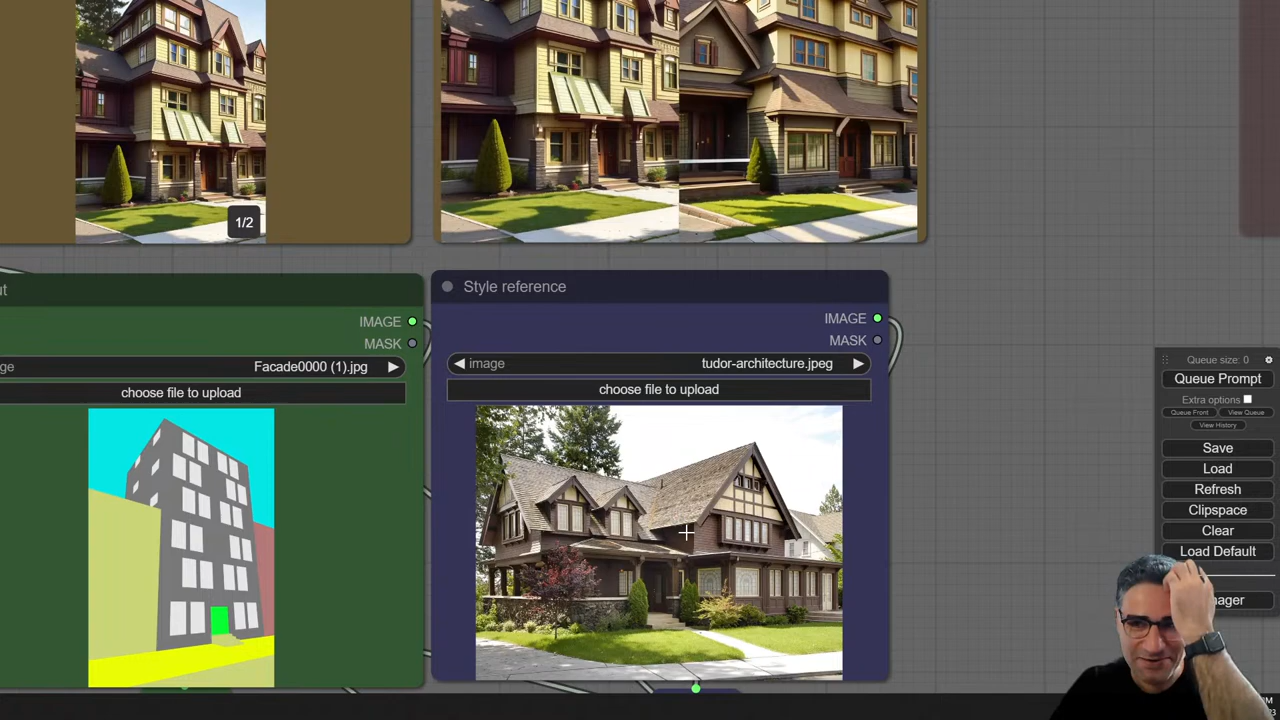 1/2
ut
IMAGE
MASK
ge
Facade0000 (1).jpg
choose file to upload
Style reference
IMAGE
MASK
image
tudor-architecture.jpeg
choose file to upload
Queue size: 0
Queue Prompt
Extra options
Queue Front
View Queue
View History
Save
Load
Refresh
Clipspace
Clear
Load Default
nager